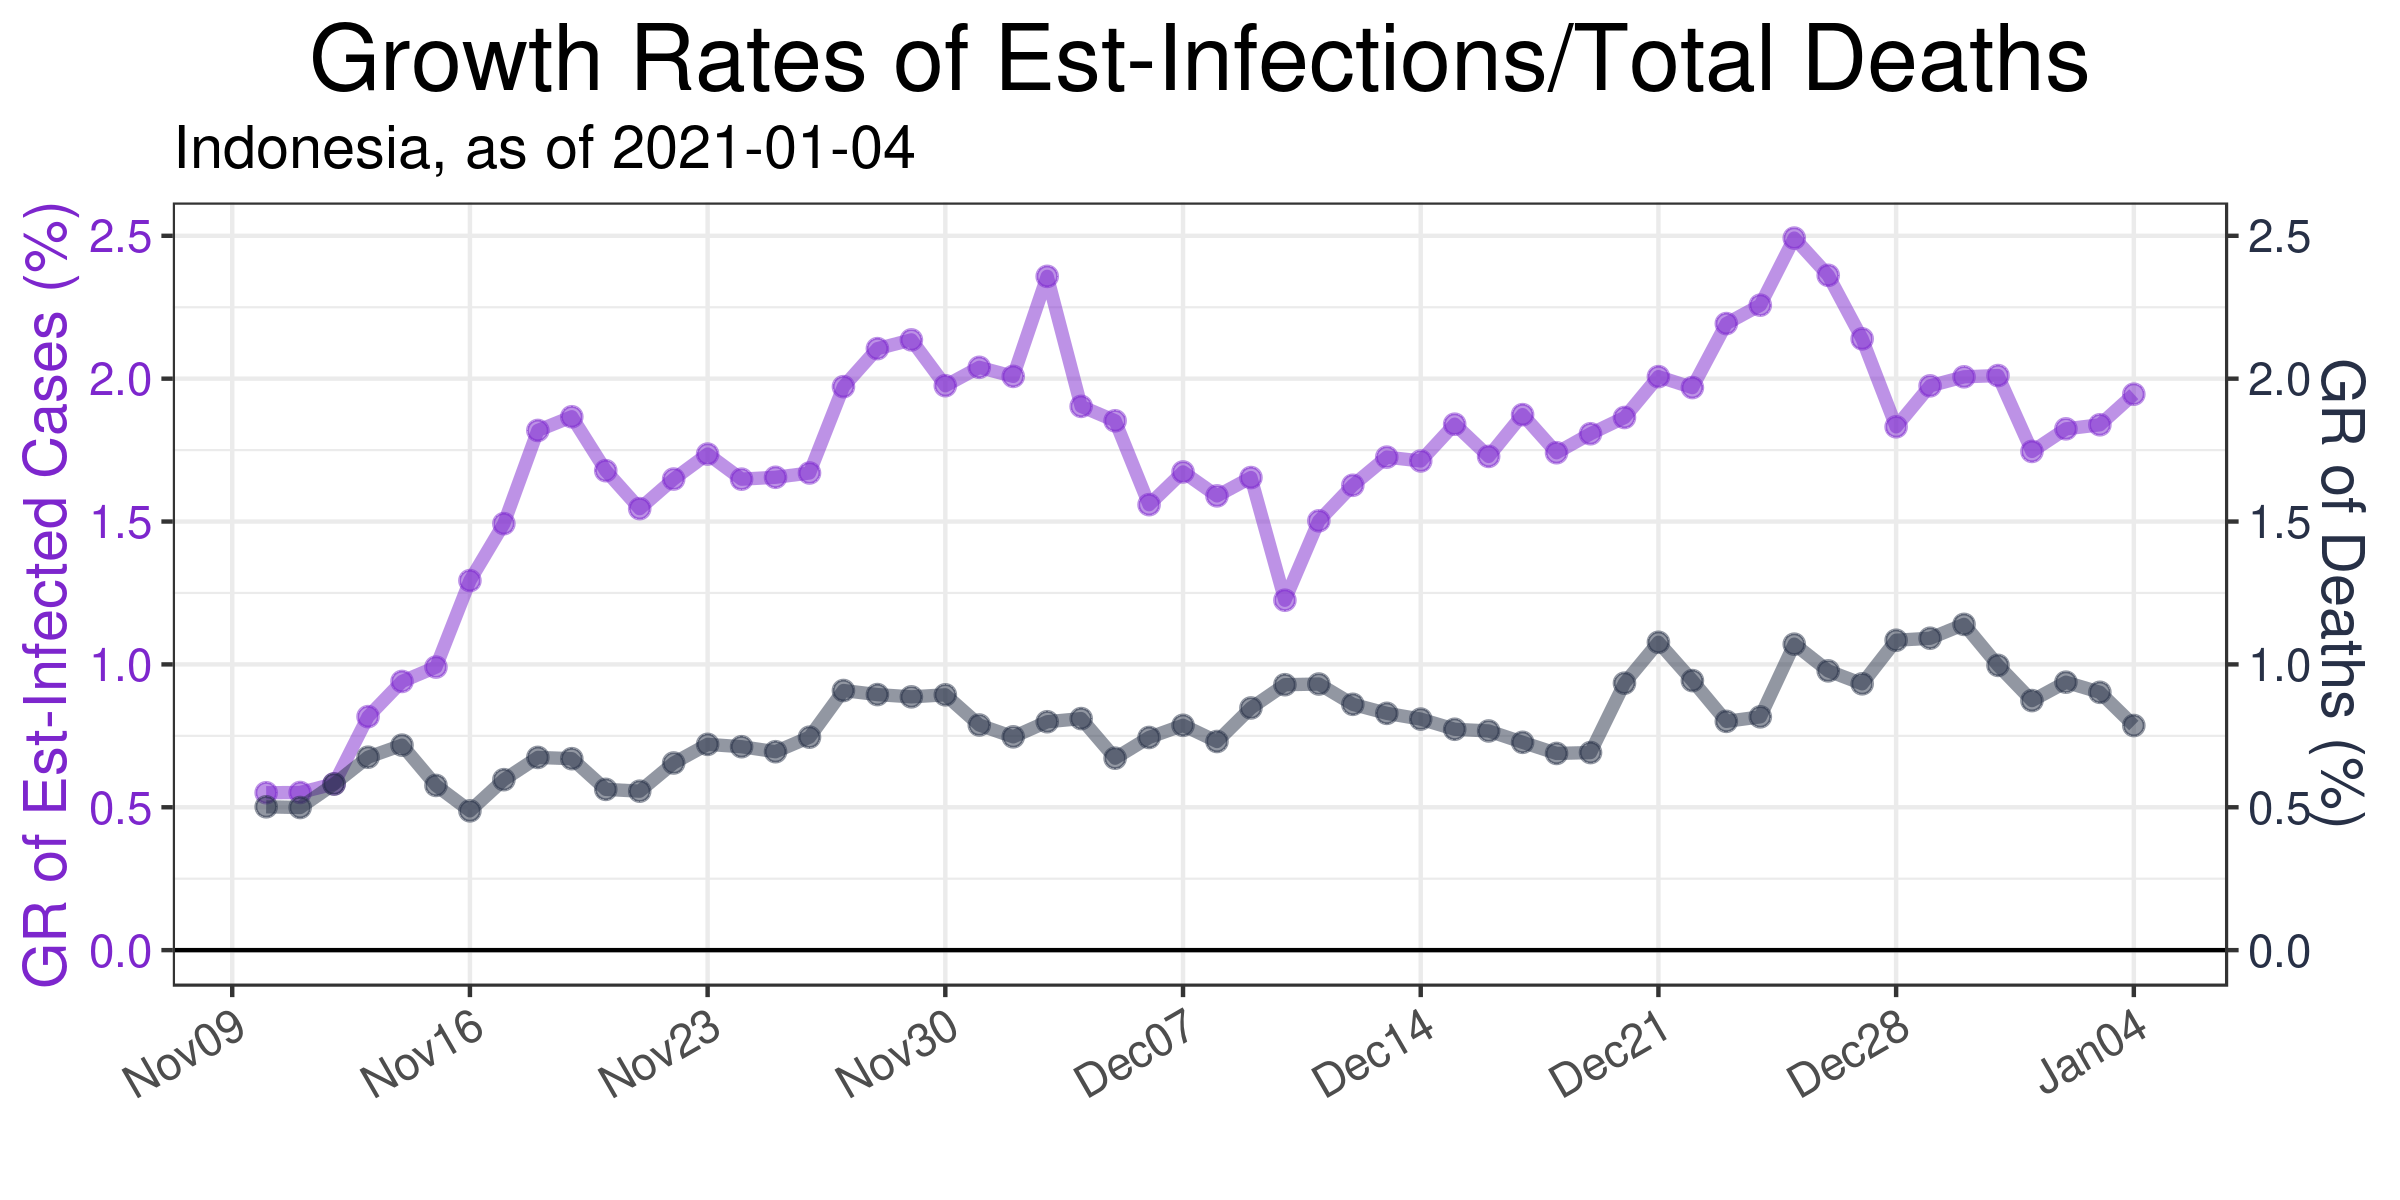 Growth Rates of Est-Infections/Total Deaths
Indonesia, as of 2021-01-04
GR of Est-Infected Cases (%)
2.5
2.0
1.5
1.0
0.5
0.0
2.5
2.0
1.5
1.0
0.5
0.0
GR of Deaths (%)
Nov09
Nov16
Nov23
Nov30
Dec07
Dec14
Dec21
Dec28
Jan04